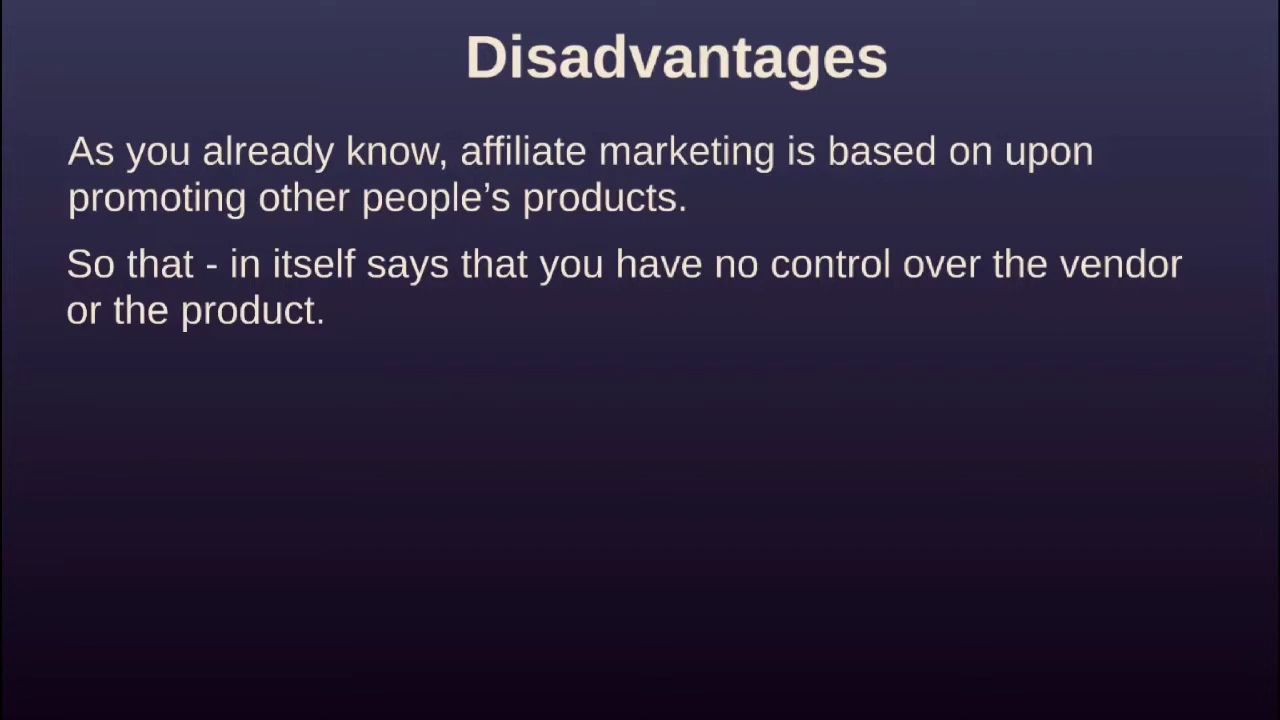 Disadvantages
As you already know, affiliate marketing is based on upon
promoting other people’s products.
So that - in itself says that you have no control over the vendor
or the product.